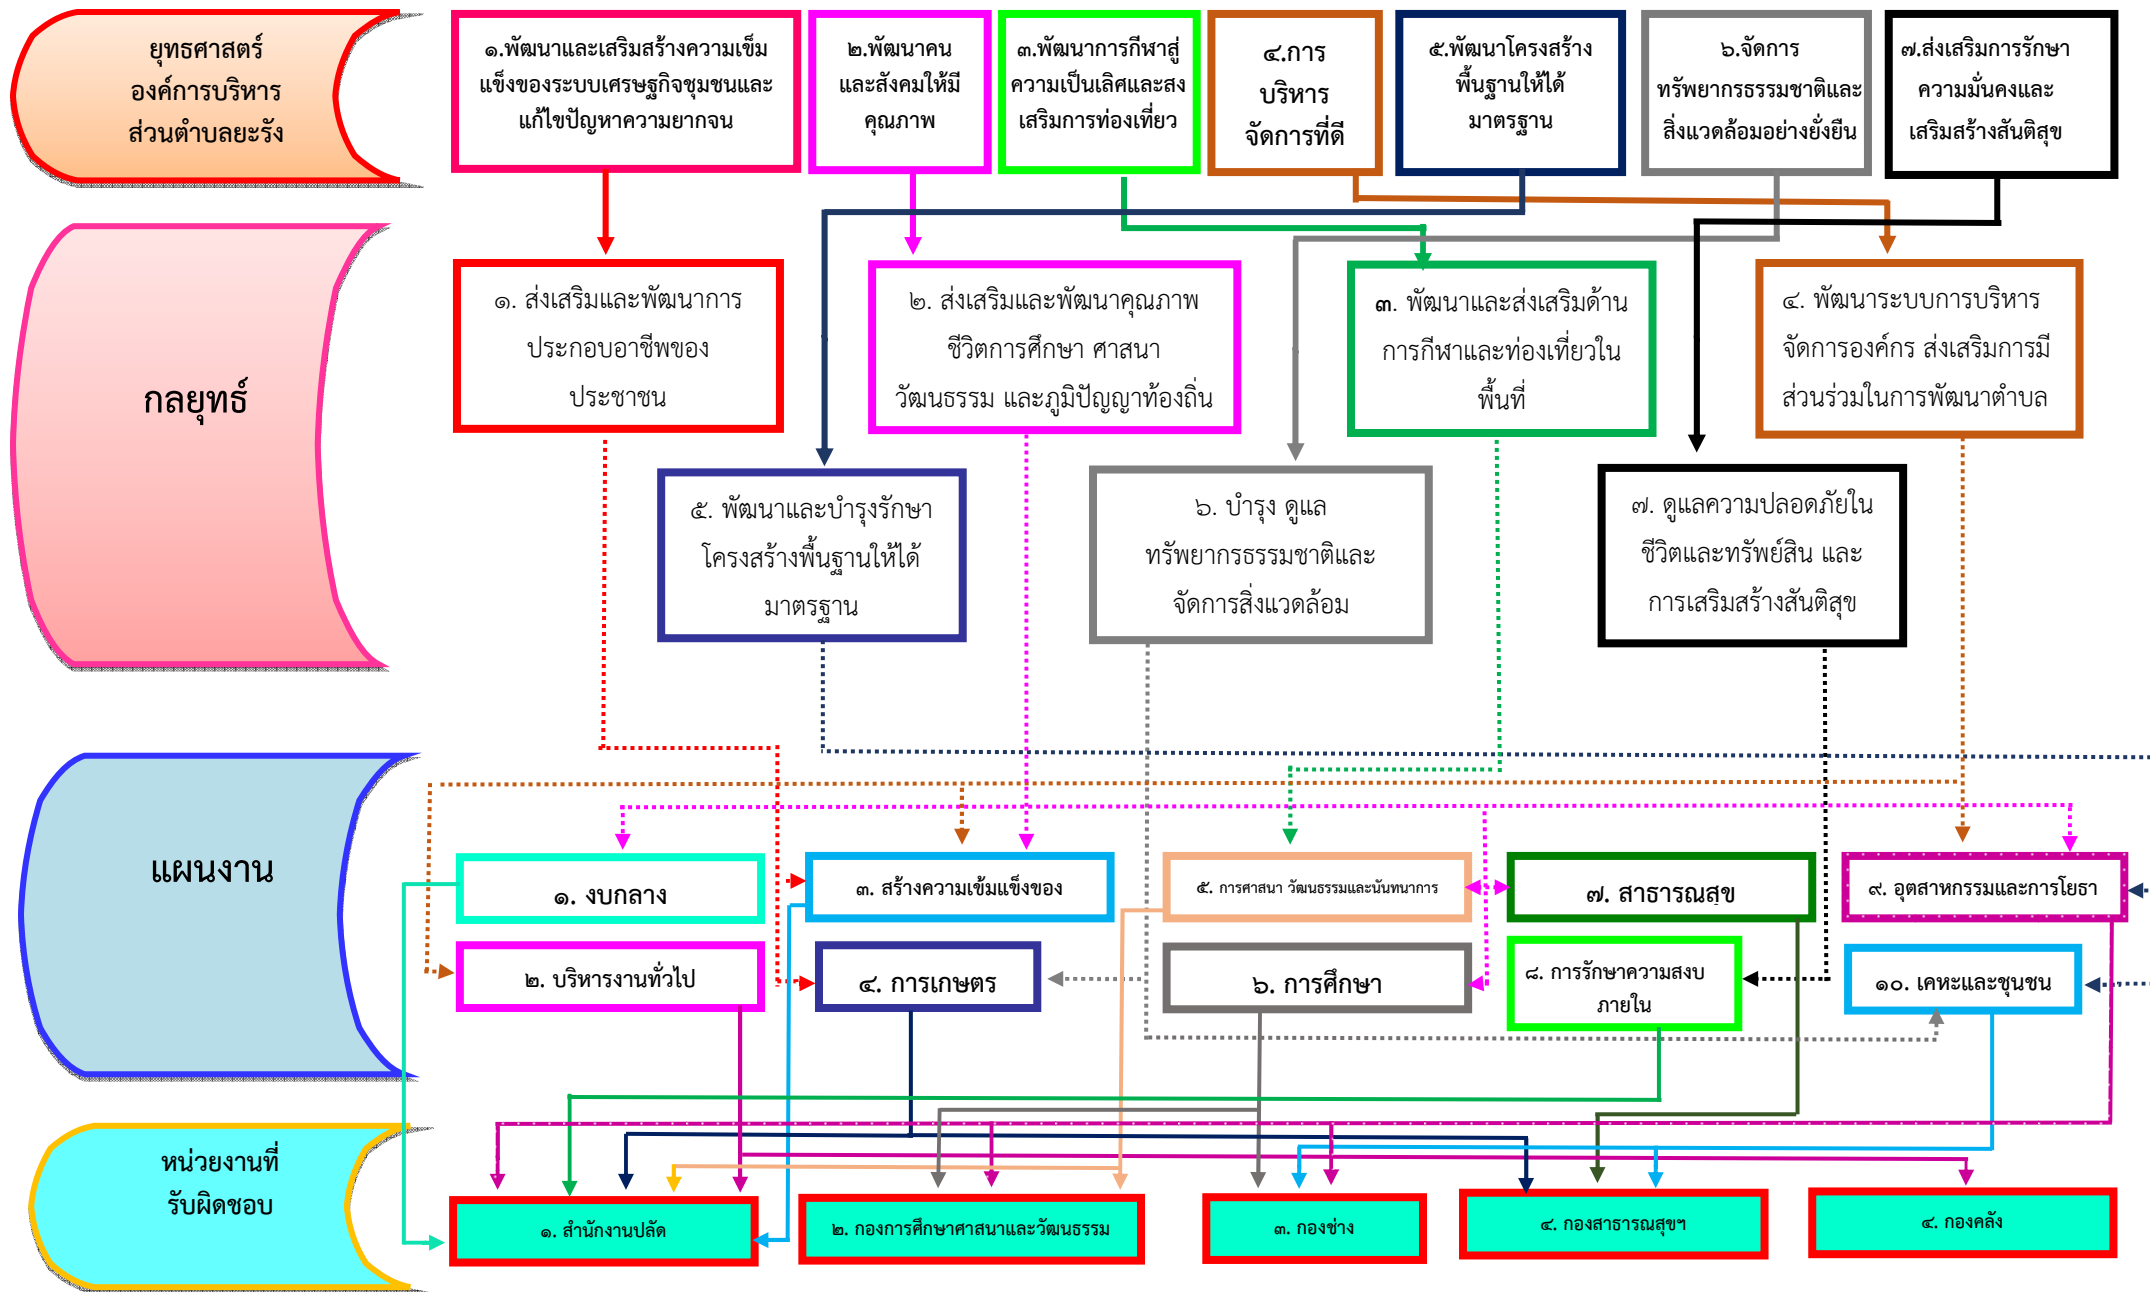 ยุทธศาสตร์
องค์การบริหาร
ส่วนตำบลยะรัง
๑.พัฒนาและเสริมสร้างความเข็ม
แข็งของระบบเศรษฐกิจชุมชนและ
แก้ไขปัญหาความยากจน
๒.พัฒนาคน
และสังคมให้มี
คุณภาพ
๓.พัฒนาการกีฬาสู่
ความเป็นเลิศและสง
เสริมการท่องเที่ยว
๔.การ
บริหาร
จัดการที่ดี
๕.พัฒนาโครงสร้าง
พื้นฐานให้ได้
มาตรฐาน
๖.จัดการ
ทรัพยากรธรรมชาติและ
สิ่งแวดล้อมอย่างยั่งยืน
๗.ส่งเสริมการรักษา
ความมั่นคงและ
เสริมสร้างสันติสุข
กลยุทธ์
๑. ส่งเสริมและพัฒนาการ
ประกอบอาชีพของ
ประชาชน
๒. ส่งเสริมและพัฒนาคุณภาพ
ชีวิตการศึกษา ศาสนา
วัฒนธรรม และภูมิปัญญาท้องถิ่น
๓. พัฒนาและส่งเสริมด้าน
การกีฬาและท่องเที่ยวใน
พื้นที่
๔. พัฒนาระบบการบริหาร
จัดการองค์กร ส่งเสริมการมี
ส่วนร่วมในการพัฒนาตำบล
๕. พัฒนาและบำรุงรักษา
โครงสร้างพื้นฐานให้ได้
มาตรฐาน
๖. บำรุง ดูแล
ทรัพยากรธรรมชาติและ
จัดการสิ่งแวดล้อม
๗. ดูแลความปลอดภัยใน
ชีวิตและทรัพย์สิน และ
การเสริมสร้างสันติสุข
แผนงาน
๑. งบกลาง
๓. สร้างความเข้มแข็งของ
๕. การศาสนา วัฒนธรรมและนันทนาการ
๗. สาธารณสุข
๙. อุตสาหกรรมและการโยธา
๒. บริหารงานทั่วไป
๔. การเกษตร
๖. การศึกษา
๘. การรักษาความสงบ
ภายใน
๑๐. เคหะและชุนชน
หน่วยงานที่
รับผิดชอบ
๑. สำนักงานปลัด
๒. กองการศึกษาศาสนาและวัฒนธรรม
๓. กองช่าง
๔. กองสาธารณสุขฯ
๔. กองคลัง